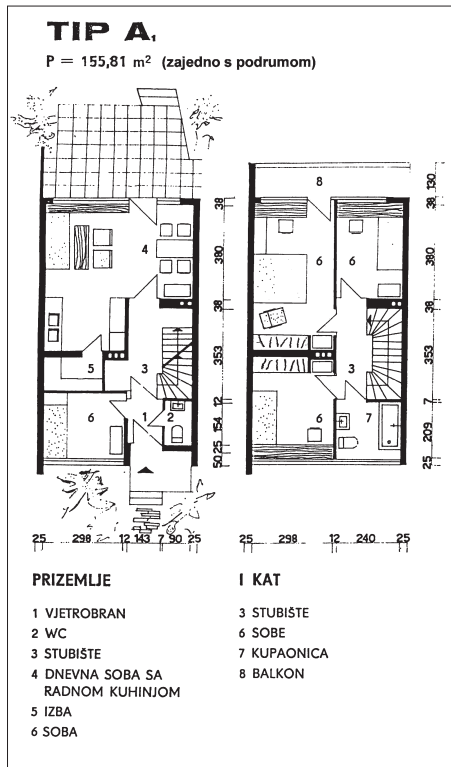 TIP A1
P = 155,81 m² (zajedno s podrumom)
8
38
130
38
4
6
6
380
380
38
38
353
353
5
3
3
12
7
6
1
2
6
7
154
209
25
50
25
25 298 12 143 7 90 25
25 298 12 240 25
PRIZEMLJE
1 VJETROBRAN
2 WC
3 STUBIŠTE
4 DNEVNA SOBA SA
RADNOM KUHINJOM
5 IZBA
6 SOBA
I KAT
3 STUBIŠTE
6 SOBE
7 KUPAONICA
8 BALKON